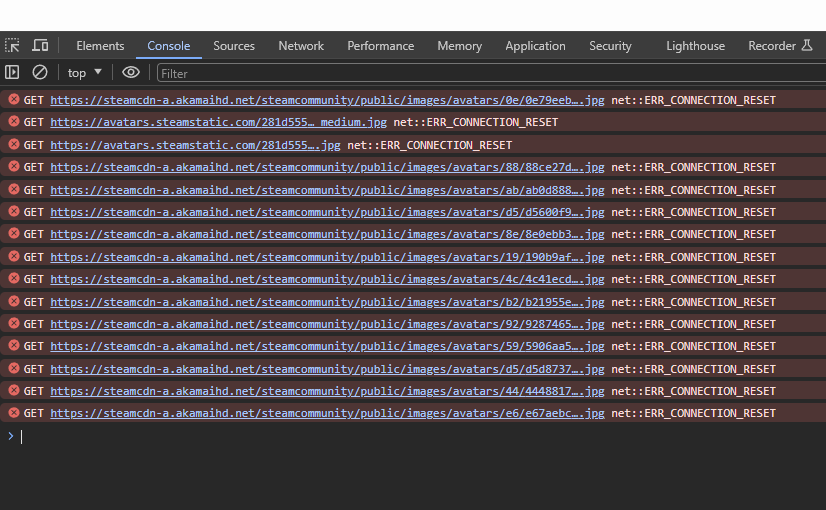 Elements Console Sources Network Performance Memory Application Security Lighthouse Recorder
top Filter
GET https://steamcdn-a.akamaihd.net/steamcommunity/public/images/avatars/0e/0e79eeb….jpg net::ERR_CONNECTION_RESET
GET https://avatars.steamstatic.com/281d555…_medium.jpg net::ERR_CONNECTION_RESET
GET https://avatars.steamstatic.com/281d555….jpg net::ERR_CONNECTION_RESET
GET https://steamcdn-a.akamaihd.net/steamcommunity/public/images/avatars/88/88ce27d….jpg net::ERR_CONNECTION_RESET
GET https://steamcdn-a.akamaihd.net/steamcommunity/public/images/avatars/ab/ab0d888….jpg net::ERR_CONNECTION_RESET
GET https://steamcdn-a.akamaihd.net/steamcommunity/public/images/avatars/d5/d5600f9….jpg net::ERR_CONNECTION_RESET
GET https://steamcdn-a.akamaihd.net/steamcommunity/public/images/avatars/8e/8e0ebb3….jpg net::ERR_CONNECTION_RESET
GET https://steamcdn-a.akamaihd.net/steamcommunity/public/images/avatars/19/190b9af….jpg net::ERR_CONNECTION_RESET
GET https://steamcdn-a.akamaihd.net/steamcommunity/public/images/avatars/4c/4c41ecd….jpg net::ERR_CONNECTION_RESET
GET https://steamcdn-a.akamaihd.net/steamcommunity/public/images/avatars/b2/b21955e….jpg net::ERR_CONNECTION_RESET
GET https://steamcdn-a.akamaihd.net/steamcommunity/public/images/avatars/92/9287465….jpg net::ERR_CONNECTION_RESET
GET https://steamcdn-a.akamaihd.net/steamcommunity/public/images/avatars/59/5906aa5….jpg net::ERR_CONNECTION_RESET
GET https://steamcdn-a.akamaihd.net/steamcommunity/public/images/avatars/d5/d5d8737….jpg net::ERR_CONNECTION_RESET
GET https://steamcdn-a.akamaihd.net/steamcommunity/public/images/avatars/44/4448817….jpg net::ERR_CONNECTION_RESET
GET https://steamcdn-a.akamaihd.net/steamcommunity/public/images/avatars/e6/e67aebc….jpg net::ERR_CONNECTION_RESET